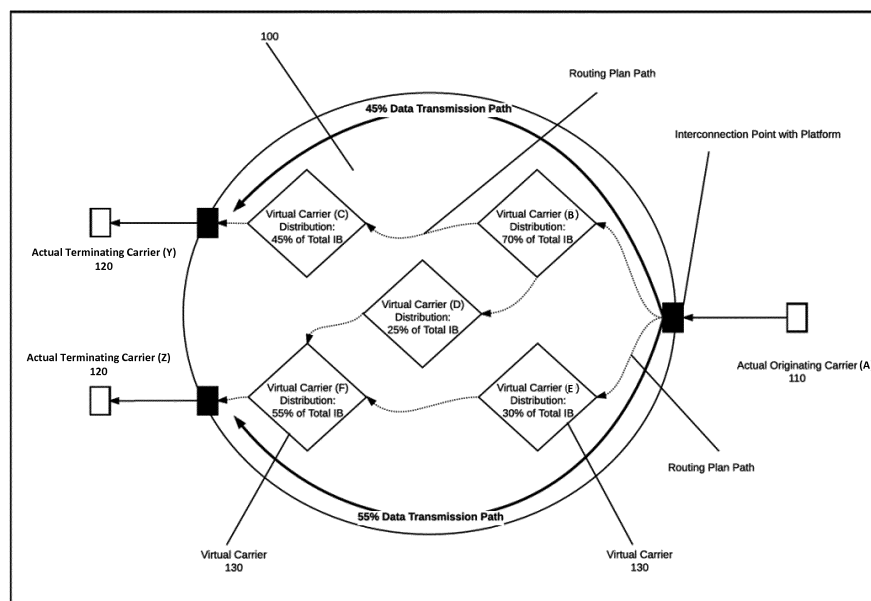 100
Routing Plan Path
45% Data Transmission Path
Interconnection Point with Platform
Virtual Carrier (C)
Distribution:
45% of Total IB
Virtual Carrier (B)
Distribution:
70% of Total IB
Actual Terminating Carrier (Y)
120
Virtual Carrier (D)
Distribution:
25% of Total IB
Actual Terminating Carrier (Z)
120
Actual Originating Carrier (A
110
Virtual Carrier (F)
Distribution:
55% of Total IB
Virtual Carrier (E)
Distribution:
30% of Total IB
Routing Plan Path
55% Data Transmission Path
Virtual Carrier
130
Virtual Carrier
130